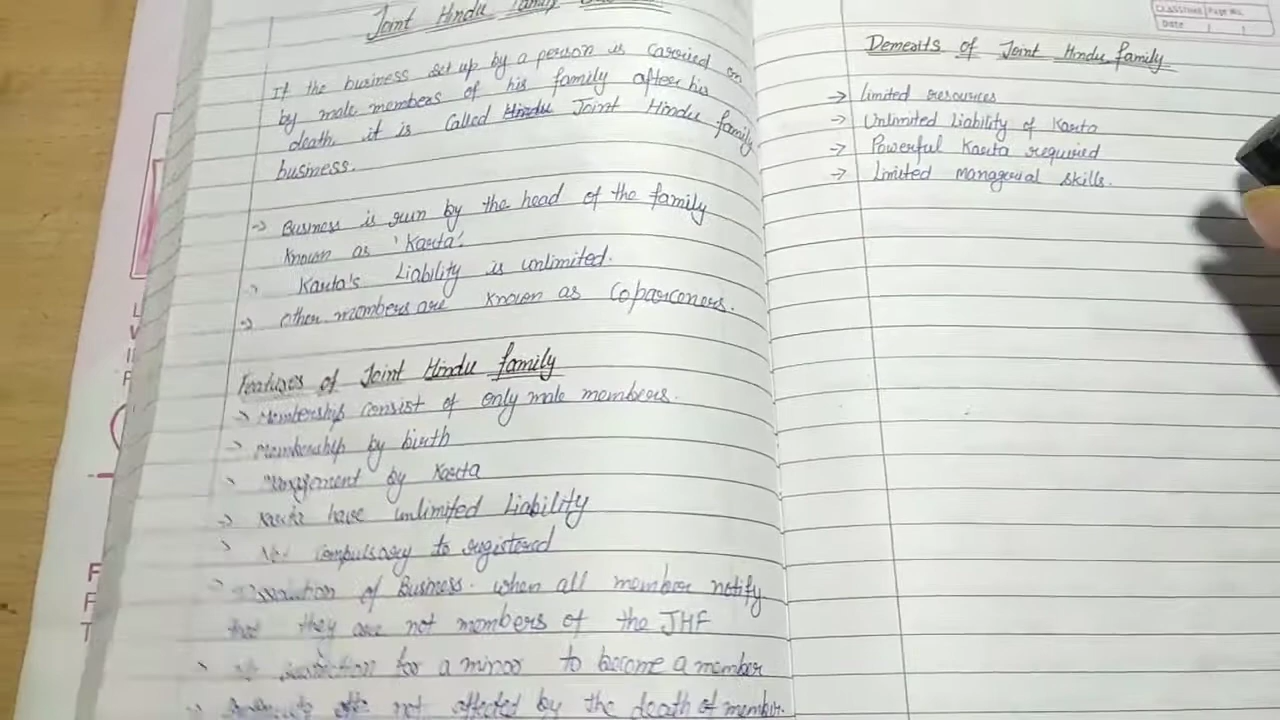 Joint Hindu Family
If the business set up by a person is carried on
by male members of his family after his
death, it is called Joint Hindu family
business.
→ Business is run by the head of the family
known as 'Karta'.
→ Karta's Liability is unlimited.
→ other members are known as Coparceners.
Features of Joint Hindu family
→ Membership consist of only male members.
→ Membership by birth
→ by Karta
→ Karta have unlimited Liability
→ Not compulsory to registered
→ of Business. when all member notify
that they are not members of the JHF
→ for a minor to become a member
→ not affected by the death of member.
CLASSTIME Page No.
Date
Demerits of Joint Hindu family
→ limited resources
→ Unlimited Liability of Karta
→ Powerful Karta required
→ Limited managerial skills.